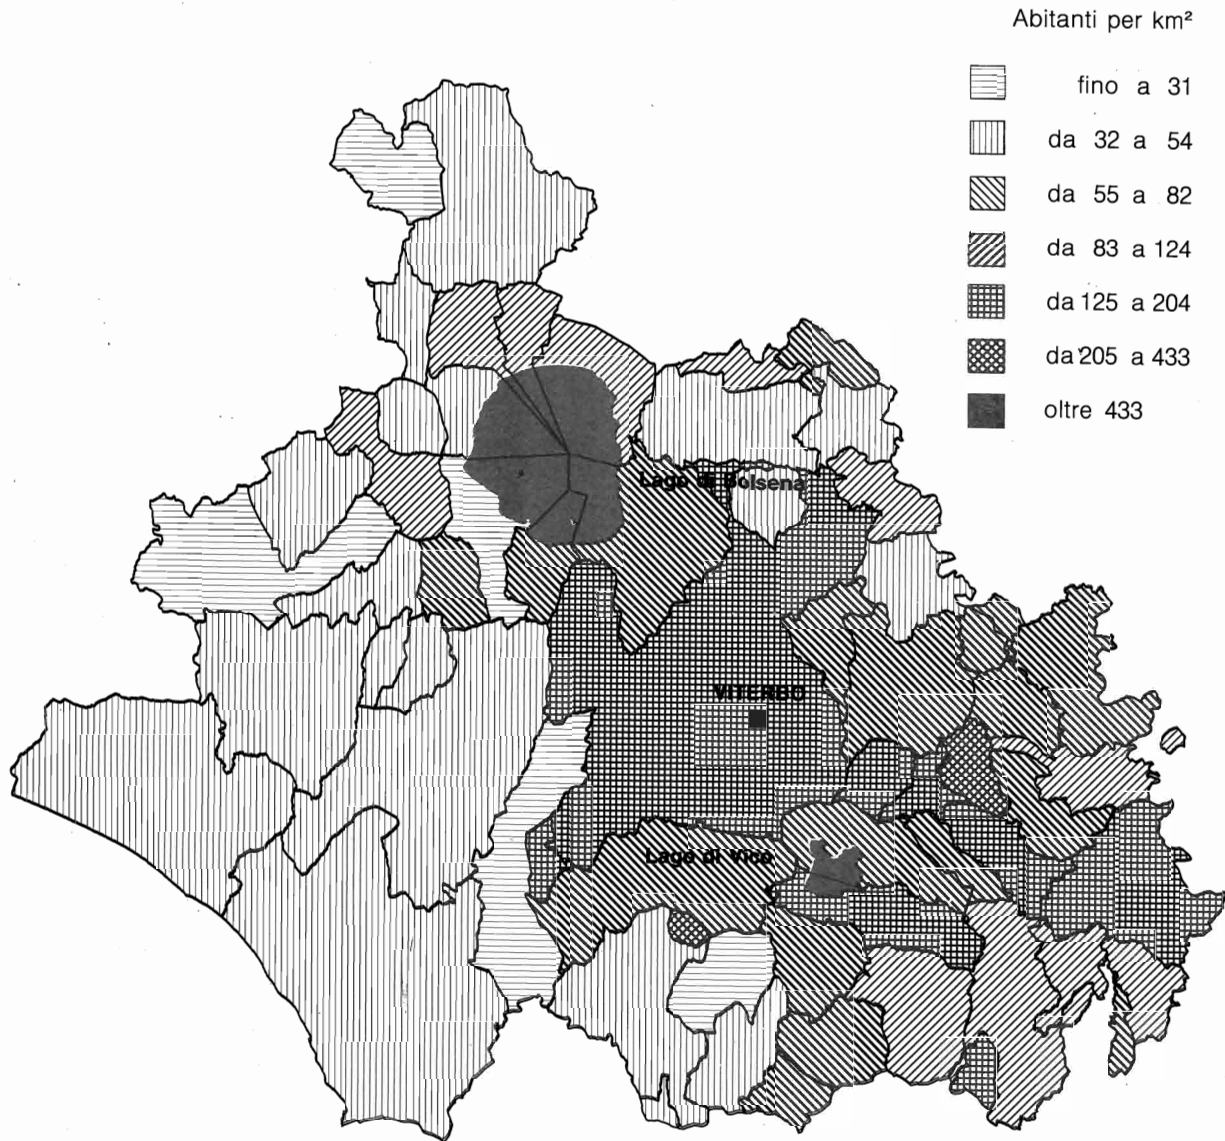 Abitanti per km²
fino a 31
da 32 a 54
da 55 a 82
da 83 a 124
da 125 a 204
da 205 a 433
oltre 433
Lago di Bolsena
VITERBO
Lago di Vico